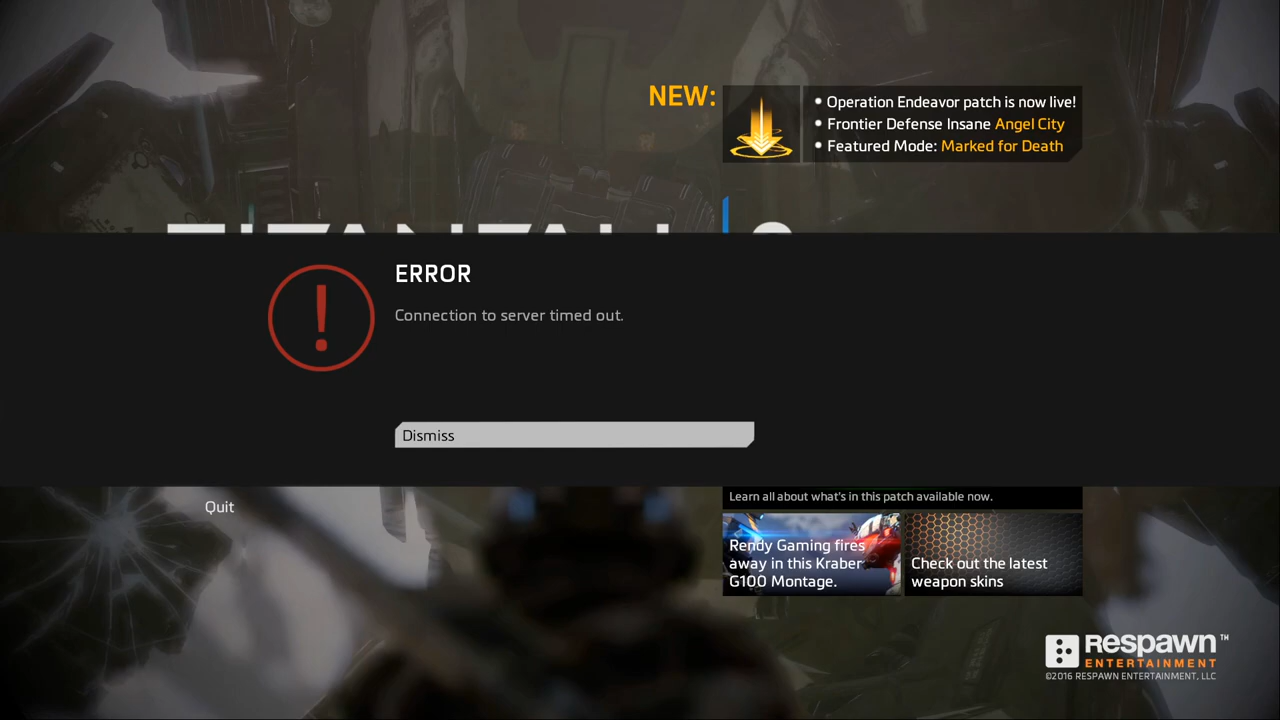 NEW:
• Operation Endeavor patch is now live!
• Frontier Defense Insane Angel City
• Featured Mode: Marked for Death
TITANFALL 2
ERROR
Connection to server timed out.
Dismiss
Quit
Learn all about what's in this patch available now.
Rendy Gaming fires
away in this Kraber
G100 Montage.
Check out the latest
weapon skins
Respawn™
ENTERTAINMENT
©2016 RESPAWN ENTERTAINMENT, LLC